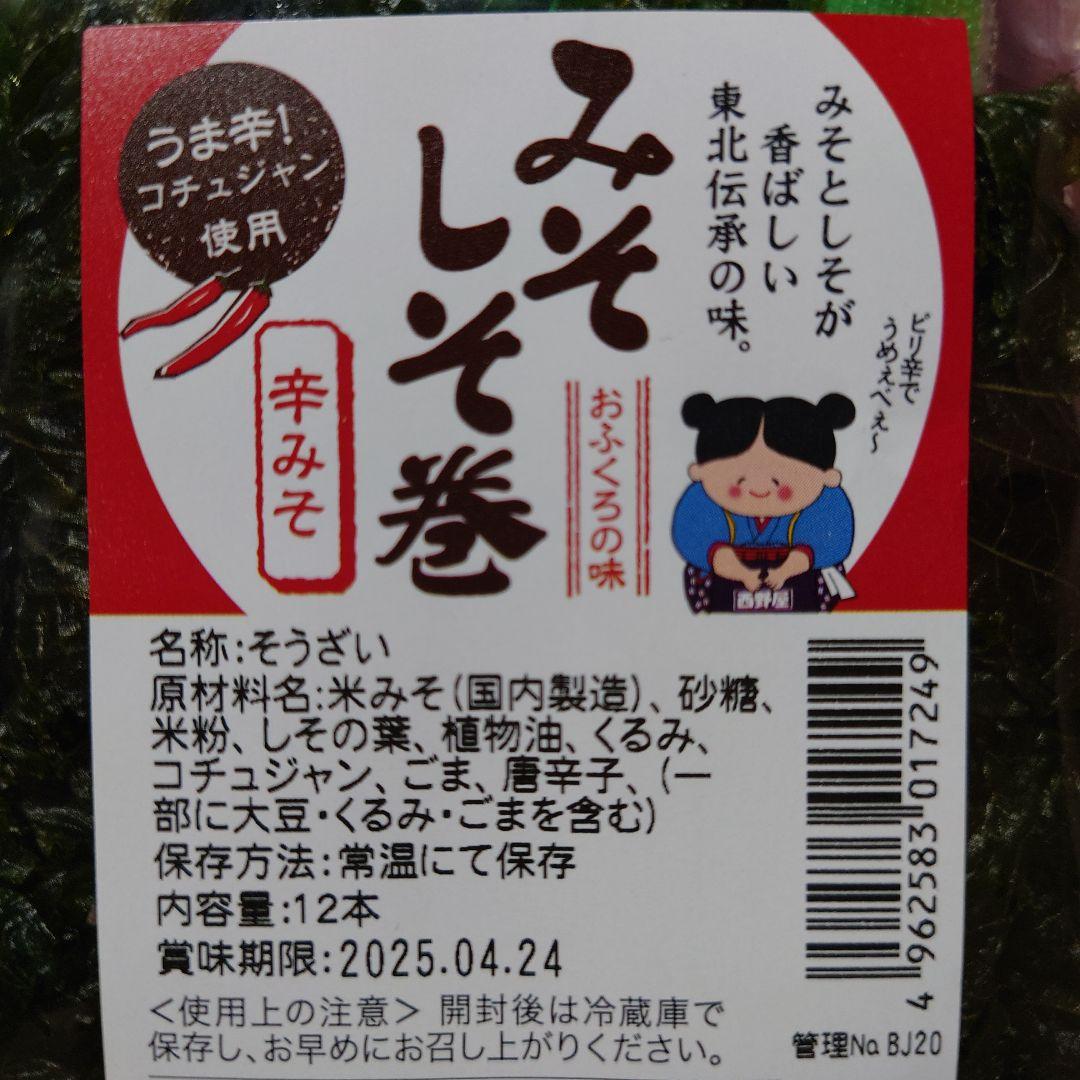 みそとしそが
香ばしい
東北伝承の味。
みそ
しそ巻
うま辛!
コチュジャン
使用
辛みそ
おふくろの味
ピリ辛で
うめぇべぇ~
西野屋
名称:そうざい
原材料名:米みそ(国内製造)、砂糖、
米粉、しその葉、植物油、くるみ、
コチュジャン、ごま、唐辛子、(一
部に大豆・くるみ・ごまを含む)
保存方法:常温にて保存
内容量:12本
賞味期限:2025.04.24
<使用上の注意> 開封後は冷蔵庫で
保存し、お早めにお召し上がりください。
4962583017249
管理No BJ20